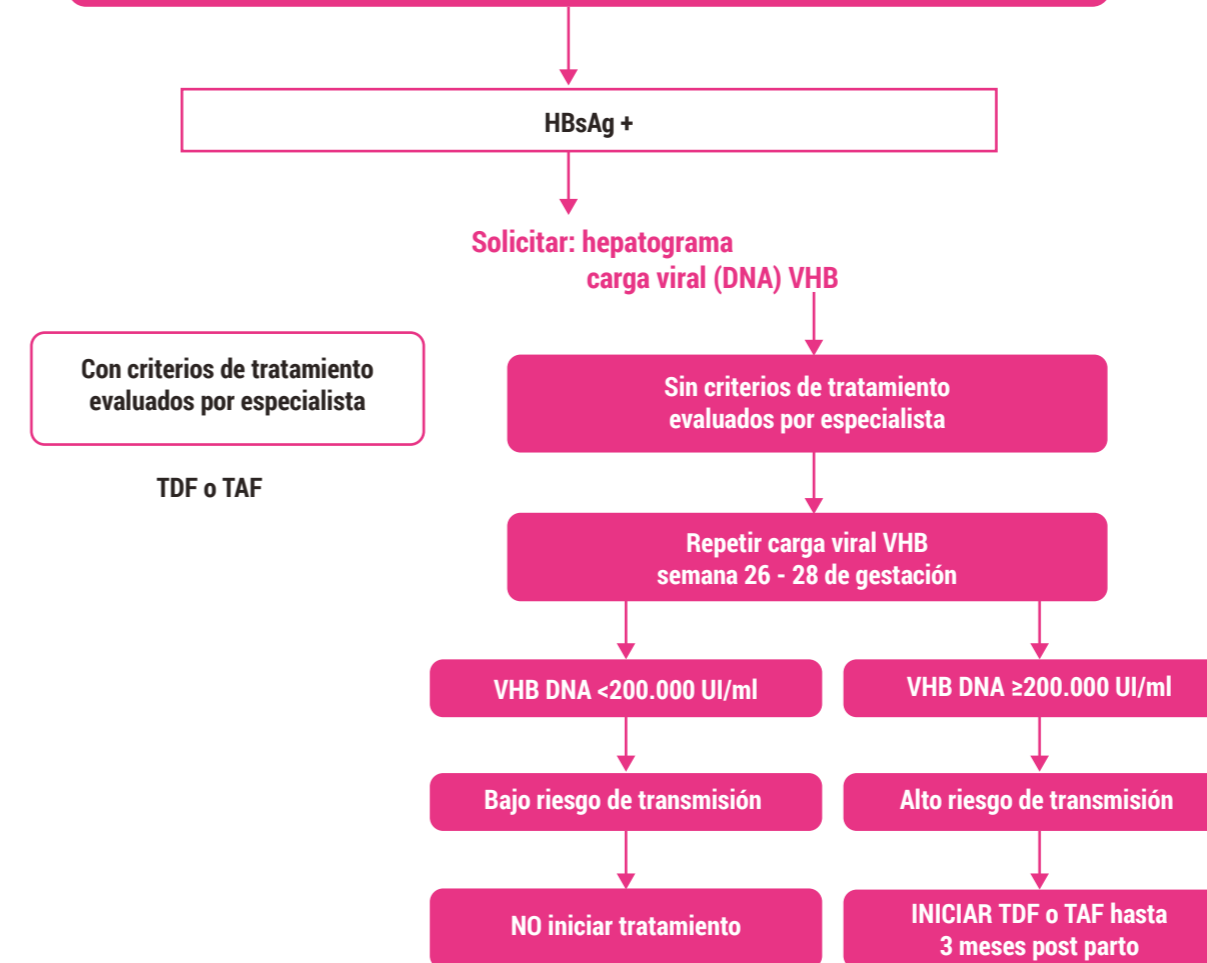 HBsAg +
Solicitar: hepatograma
carga viral (DNA) VHB
Con criterios de tratamiento
evaluados por especialista
TDF o TAF
Sin criterios de tratamiento
evaluados por especialista
Repetir carga viral VHB
semana 26 - 28 de gestación
VHB DNA <200.000 UI/ml
VHB DNA ≥200.000 UI/ml
Bajo riesgo de transmisión
Alto riesgo de transmisión
NO iniciar tratamiento
INICIAR TDF o TAF hasta
3 meses post parto